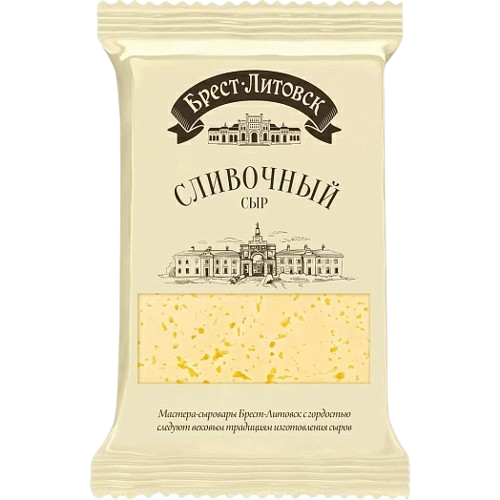 Брест-Литовск
СЛИВОЧНЫЙ
СЫР
Мастера-сыровары Брест-Литовск с гордостью
следуют вековым традициям изготовления сыров